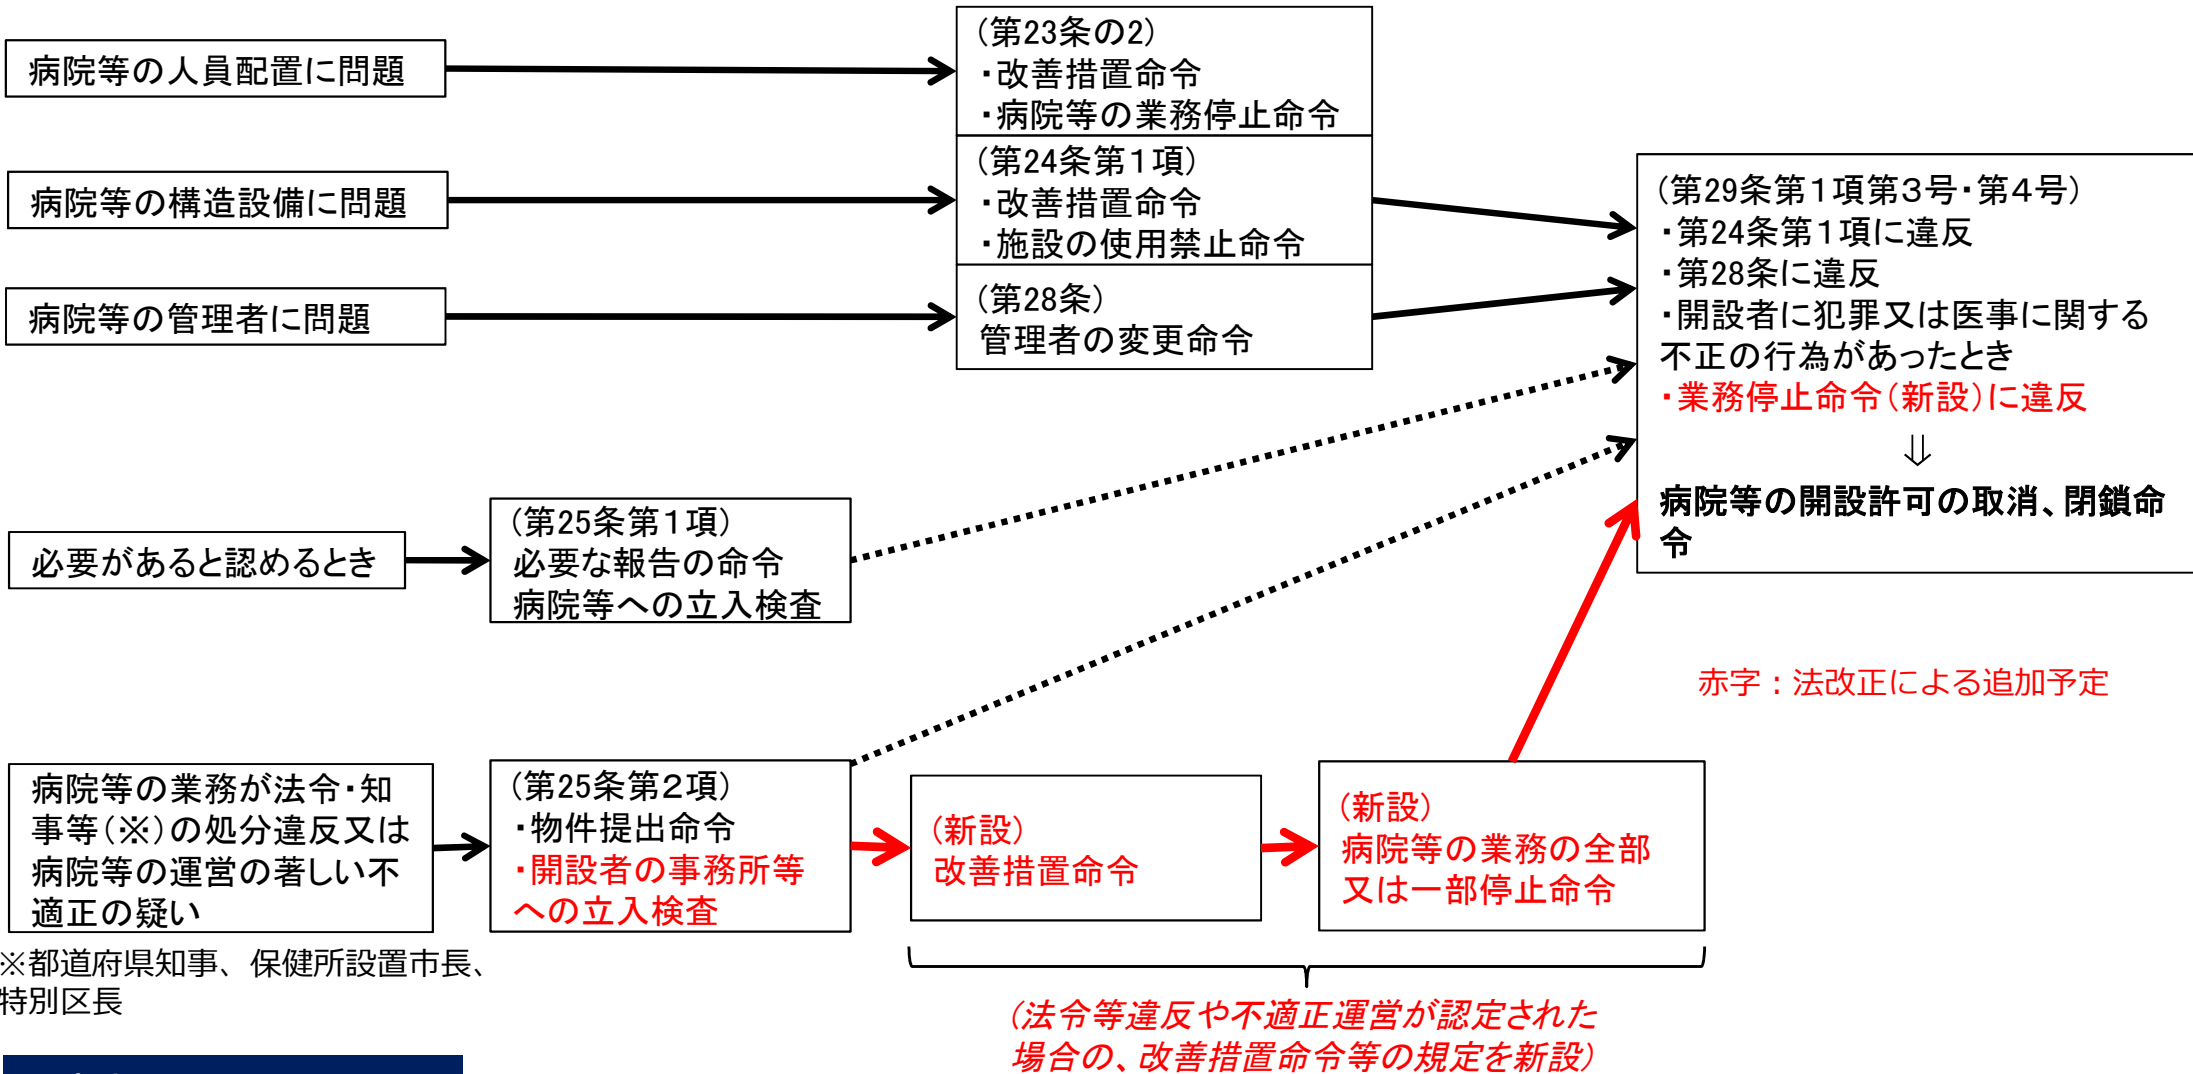 病院等の人員配置に問題
(第23条の2)
・改善措置命令
・病院等の業務停止命令
病院等の構造設備に問題
(第24条第1項)
・改善措置命令
・施設の使用禁止命令
病院等の管理者に問題
(第28条)
管理者の変更命令
(第29条第1項第3号・第4号)
・第24条第1項に違反
・第28条に違反
・開設者に犯罪又は医事に関する
不正の行為があったとき
・業務停止命令(新設)に違反
⇓
病院等の開設許可の取消、閉鎖命
令
必要があると認めるとき
(第25条第1項)
必要な報告の命令
病院等への立入検査
赤字：法改正による追加予定
病院等の業務が法令・知
事等(※)の処分違反又は
病院等の運営の著しい不
適正の疑い
(第25条第2項)
・物件提出命令
・開設者の事務所等
への立入検査
(新設)
改善措置命令
(新設)
病院等の業務の全部
又は一部停止命令
※都道府県知事、保健所設置市長、
特別区長
(法令等違反や不適正運営が認定された
場合の、改善措置命令等の規定を新設)